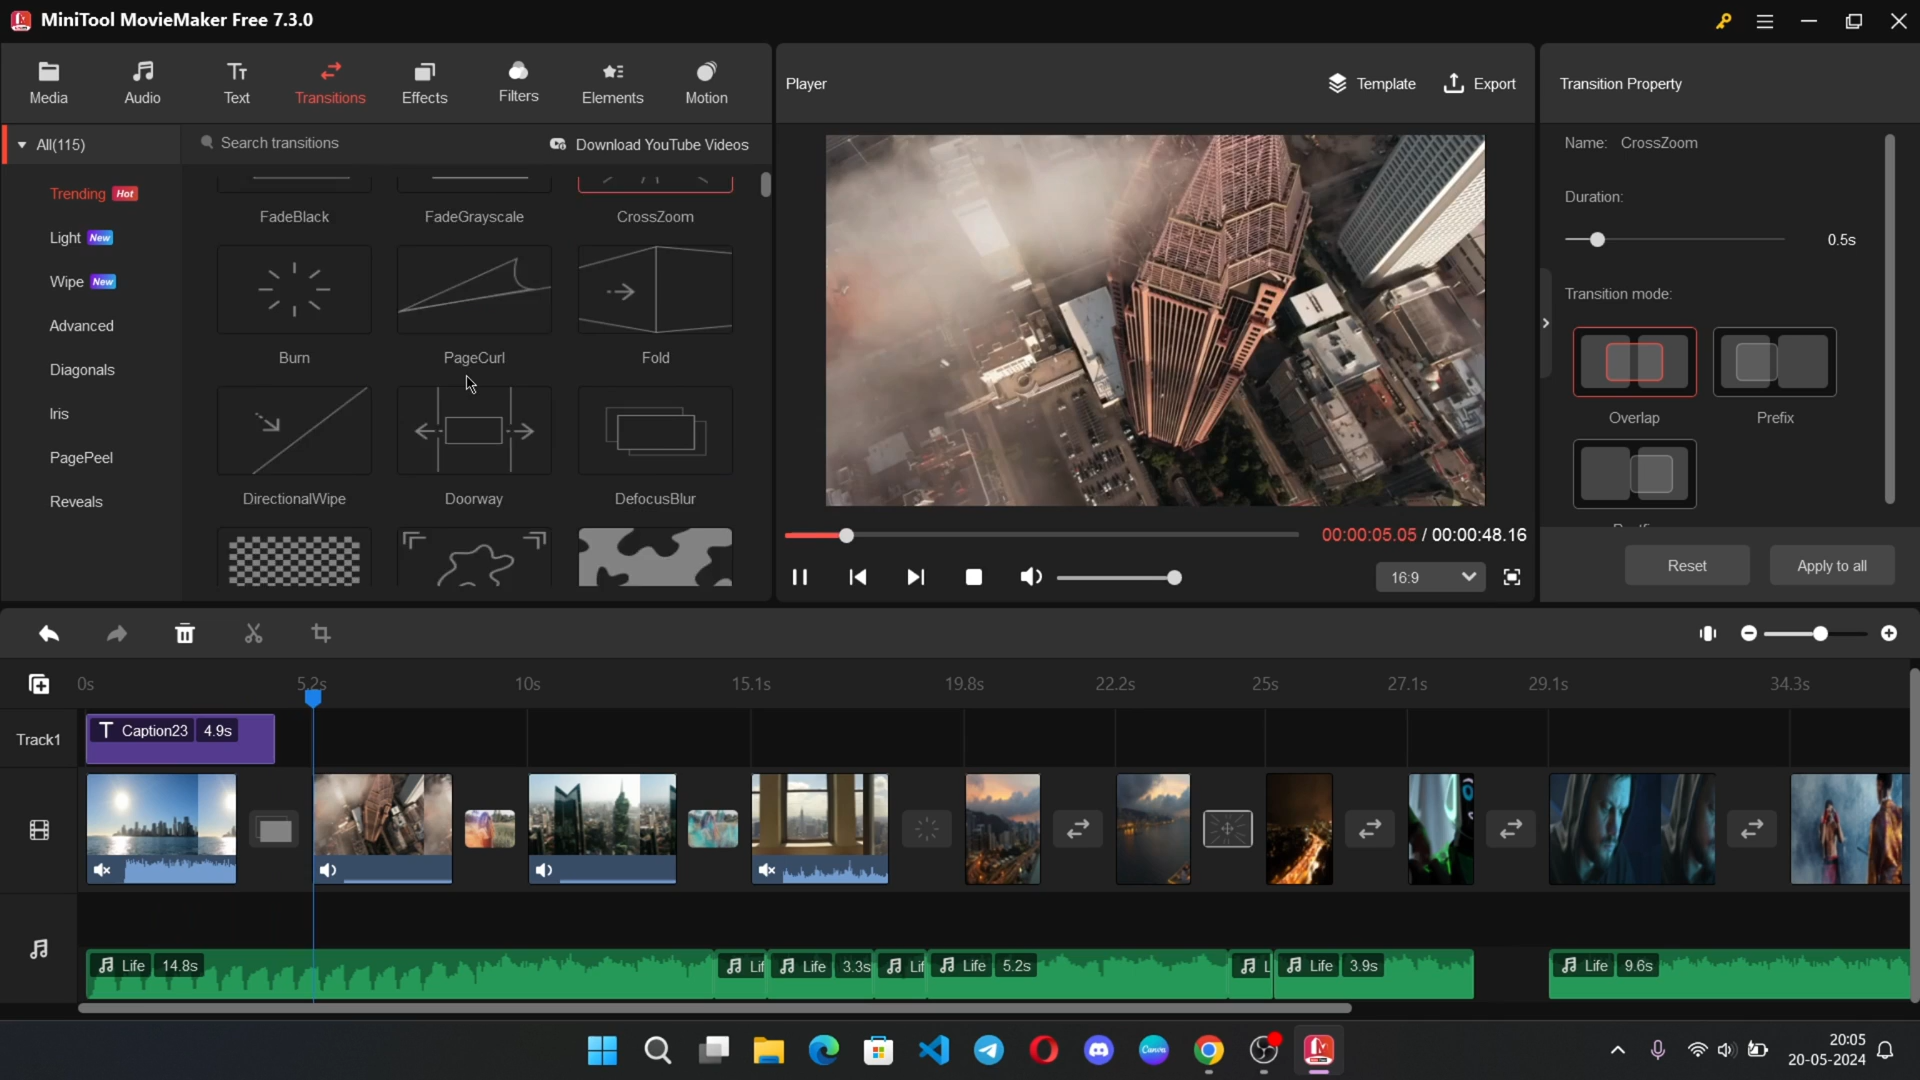 MiniTool MovieMaker Free 7.3.0
Media
Audio
Text
Transitions
Effects
Filters
Elements
Motion
Player
Template
Export
Transition Property
All(115)
Search transitions
Download YouTube Videos
Trending Hot
Light New
Wipe New
Advanced
Diagonals
Iris
PagePeel
Reveals
FadeBlack
FadeGrayscale
CrossZoom
Burn
PageCurl
Fold
DirectionalWipe
Doorway
DefocusBlur
00:00:05.05 / 00:00:48.16
16:9
Name: CrossZoom
Duration:
0.5s
Transition mode:
Overlap
Prefix
Reset
Apply to all
0s
5.2s
10s
15.1s
19.8s
22.2s
25s
27.1s
29.1s
34.3s
Track1
Caption23 4.9s
Life 14.8s
Lif
Life 3.3s
Lif
Life 5.2s
L
Life 3.9s
Life 9.6s
Canva
20:05
20-05-2024